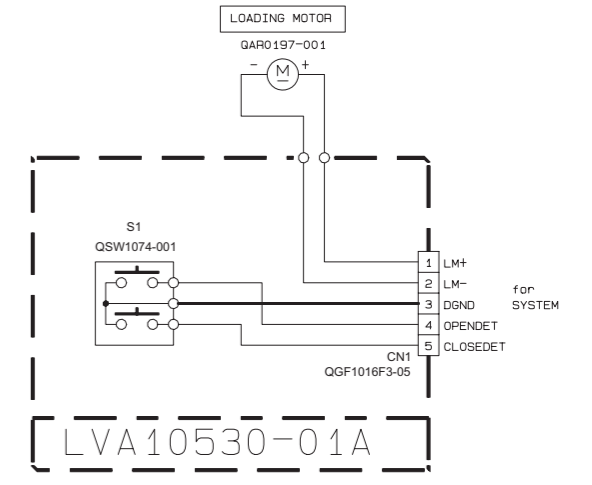 LOADING MOTOR
QAR0197-001
- M +
S1
QSW1074-001
1 LM+
2 LM-
3 DGND
4 OPENDET
5 CLOSEDET
for
SYSTEM
CN1
QGF1016F3-05
LVA10530-01A